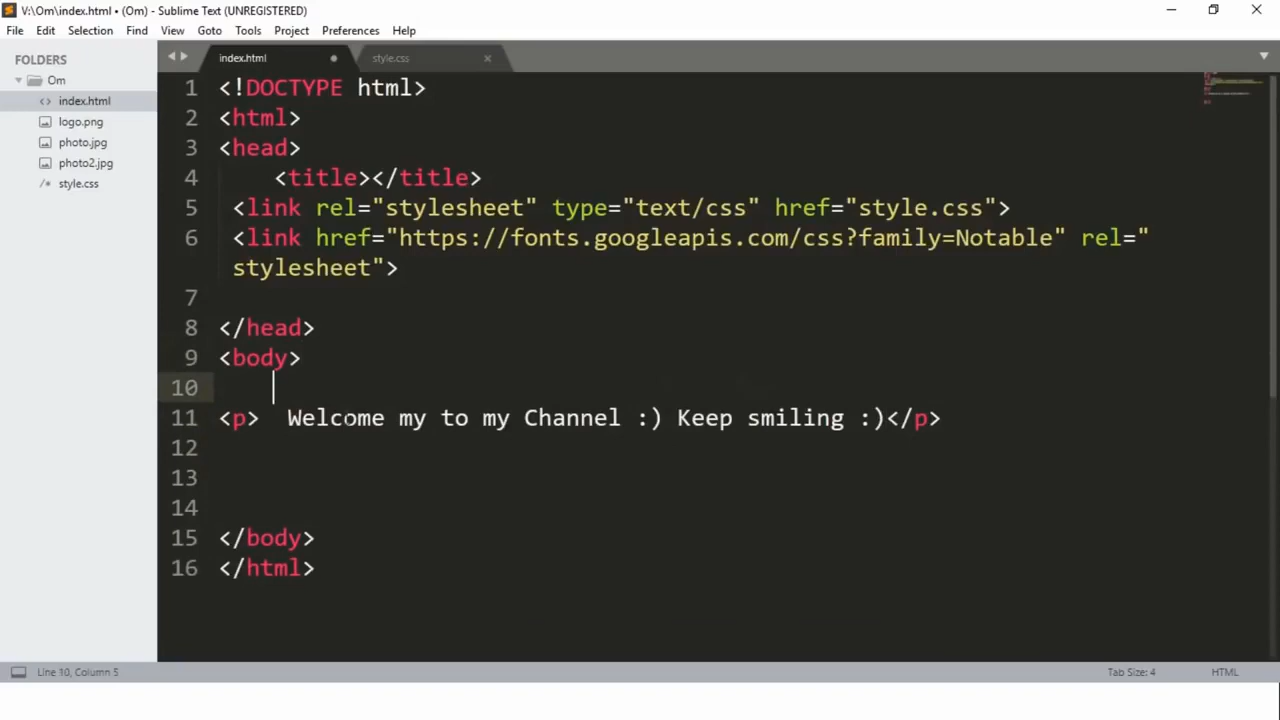 V:\Om\index.html • (Om) - Sublime Text (UNREGISTERED)
File Edit Selection Find View Goto Tools Project Preferences Help
FOLDERS
Om
index.html
logo.png
photo.jpg
photo2.jpg
style.css
index.html
style.css
1 <!DOCTYPE html>
2 <html>
3 <head>
4 <title></title>
5 <link rel="stylesheet" type="text/css" href="style.css">
6 <link href="https://fonts.googleapis.com/css?family=Notable" rel="
stylesheet">
7
8 </head>
9 <body>
10
11 <p> Welcome my to my Channel :) Keep smiling :)</p>
12
13
14
15 </body>
16 </html>
Line 10, Column 5
Tab Size: 4
HTML